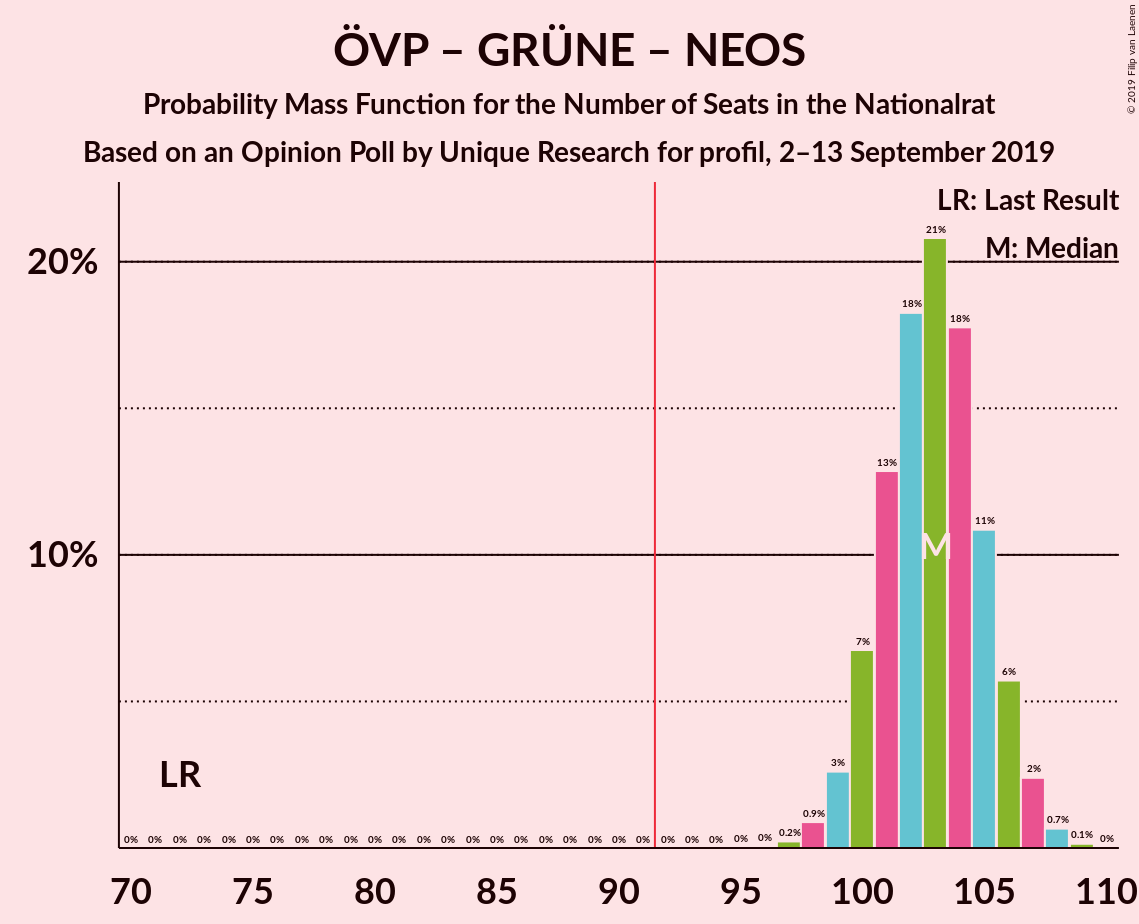 ÖVP – GRÜNE – NEOS
Probability Mass Function for the Number of Seats in the Nationalrat
Based on an Opinion Poll by Unique Research for profil, 2–13 September 2019
© 2019 Filip van Laenen
LR: Last Result
M: Median
20%
10%
21%
18%
18%
13%
11%
M
7%
6%
LR
3%
2%
0% 0% 0% 0% 0% 0% 0% 0% 0% 0% 0% 0% 0% 0% 0% 0% 0% 0% 0% 0% 0% 0% 0% 0% 0% 0% 0% 0.2% 0.9% 0.7% 0.1% 0%
70 75 80 85 90 95 100 105 110